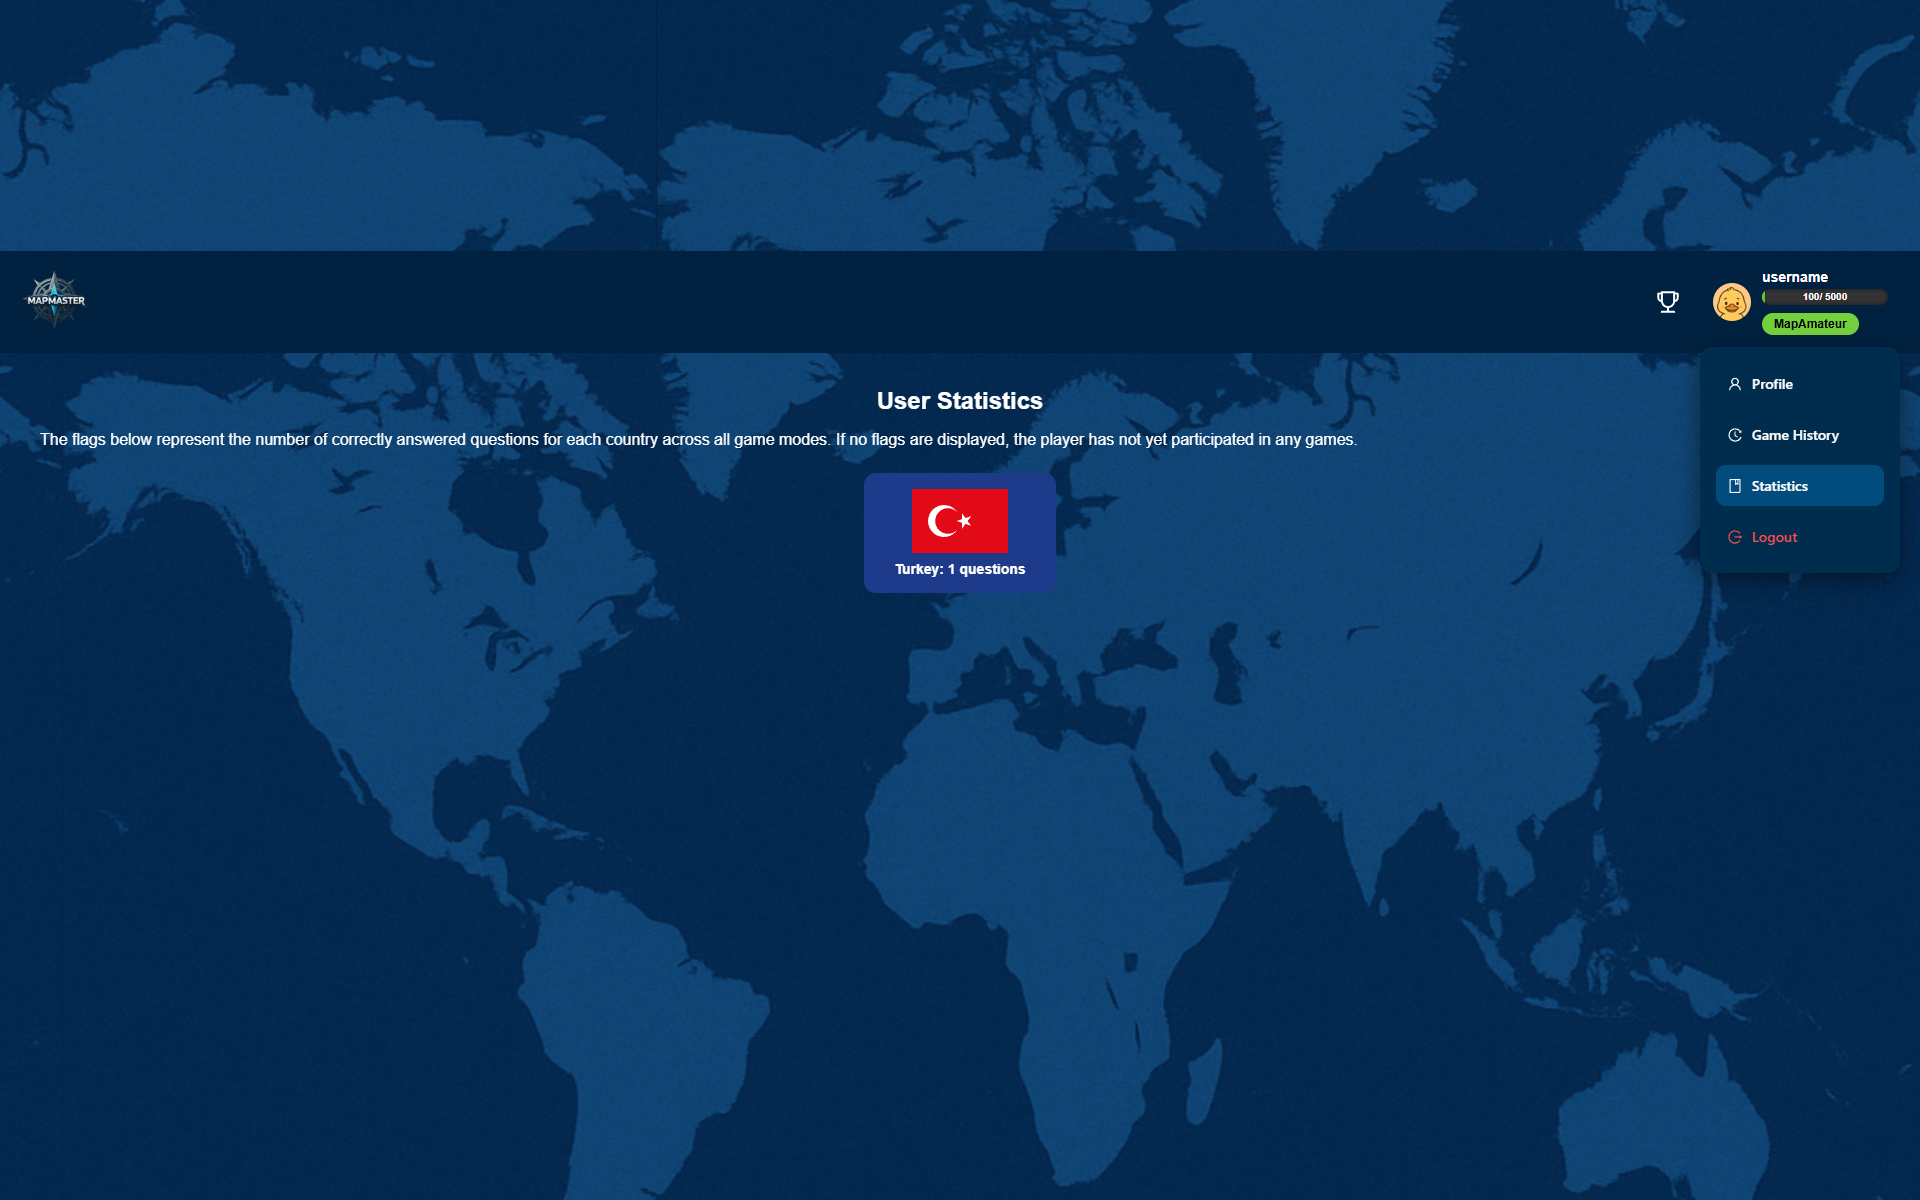 MAPMASTER
username
100/ 5000
MapAmateur
Profile
Game History
Statistics
Logout
User Statistics
The flags below represent the number of correctly answered questions for each country across all game modes. If no flags are displayed, the player has not yet participated in any games.
Turkey: 1 questions